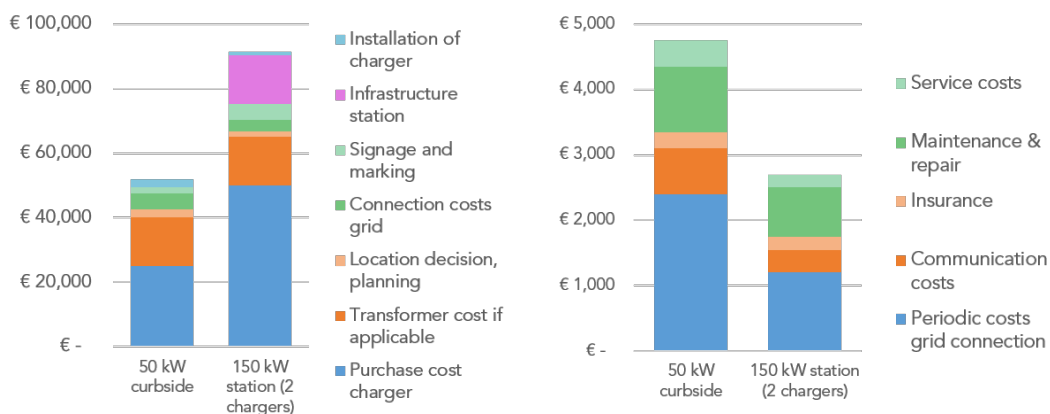 € 100,000
€ 80,000
€ 60,000
€ 40,000
€ 20,000
€ -
50 kW
curbside
150 kW
station (2
chargers)
Installation of
charger
Infrastructure
station
Signage and
marking
Connection costs
grid
Location decision,
planning
Transformer cost if
applicable
Purchase cost
charger
€ 5,000
€ 4,000
€ 3,000
€ 2,000
€ 1,000
€ -
50 kW
curbside
150 kW station
(2 chargers)
Service costs
Maintenance &
repair
Insurance
Communication
costs
Periodic costs
grid connection